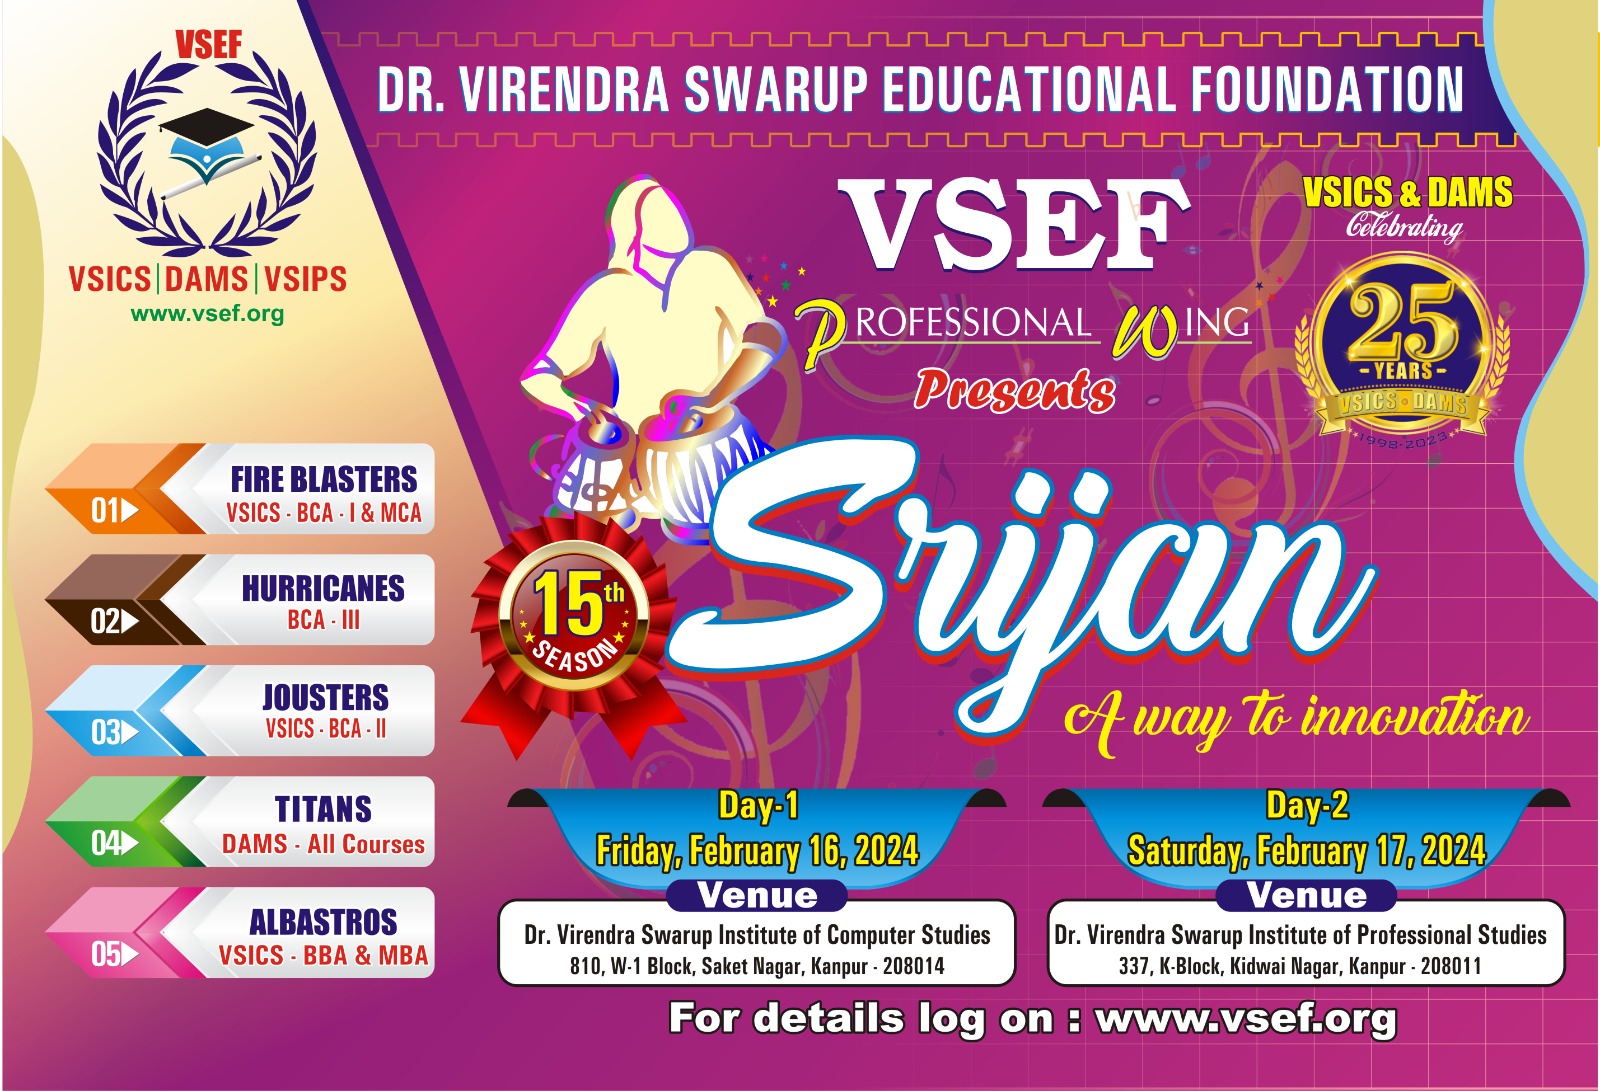 VSEF
VSICS|DAMS|VSIPS
www.vsef.org
DR. VIRENDRA SWARUP EDUCATIONAL FOUNDATION
VSEF
PROFESSIONAL WING
Presents
VSICS & DAMS
Celebrating
25
- YEARS -
VSICS DAMS
1998-2023
15th
SEASON
Srijan
A way to innovation
01
FIRE BLASTERS
VSICS - BCA - I & MCA
02
HURRICANES
BCA - III
03
JOUSTERS
VSICS - BCA - II
04
TITANS
DAMS - All Courses
05
ALBASTROS
VSICS - BBA & MBA
Day-1
Friday, February 16, 2024
Venue
Dr. Virendra Swarup Institute of Computer Studies
810, W-1 Block, Saket Nagar, Kanpur - 208014
Day-2
Saturday, February 17, 2024
Venue
Dr. Virendra Swarup Institute of Professional Studies
337, K-Block, Kidwai Nagar, Kanpur - 208011
For details log on : www.vsef.org